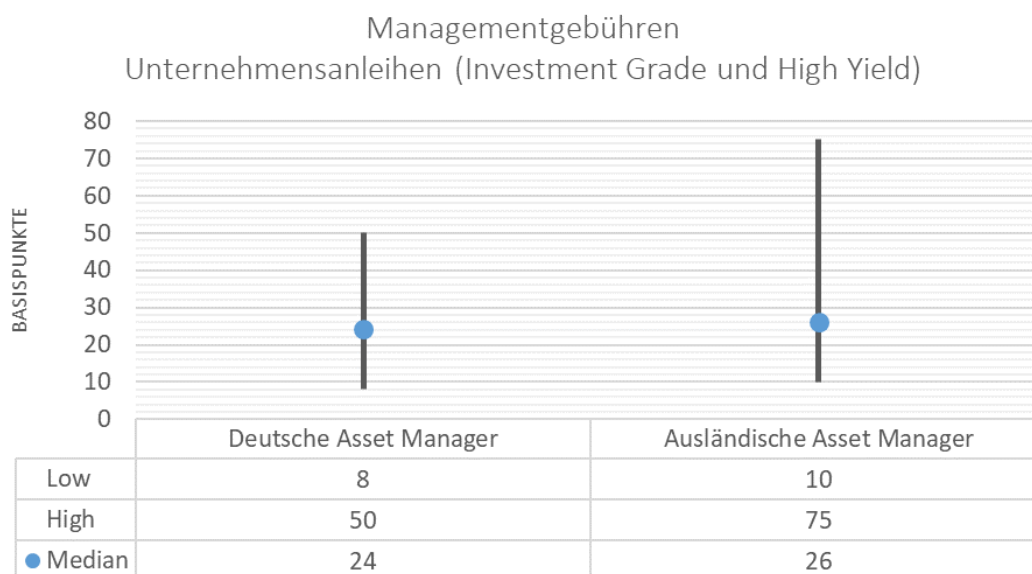 Managementgebühren
Unternehmensanleihen (Investment Grade und High Yield)
BASISPUNKTE
80
70
60
50
40
30
20
10
0
Deutsche Asset Manager Ausländische Asset Manager
Low 8 10
High 50 75
Median 24 26